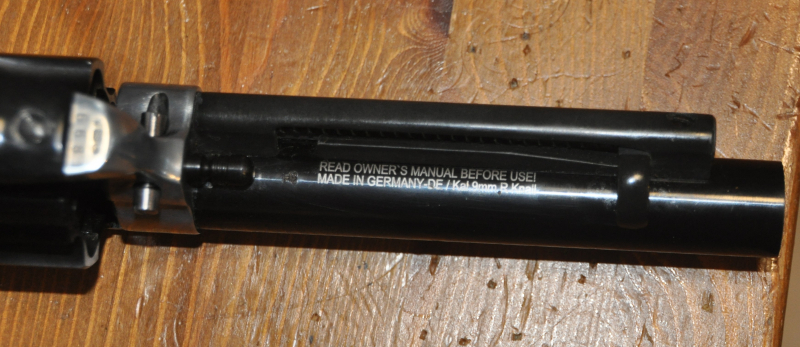 READ OWNER`S MANUAL BEFORE USE!
MADE IN GERMANY-DE / Kal.9mm R.Knall